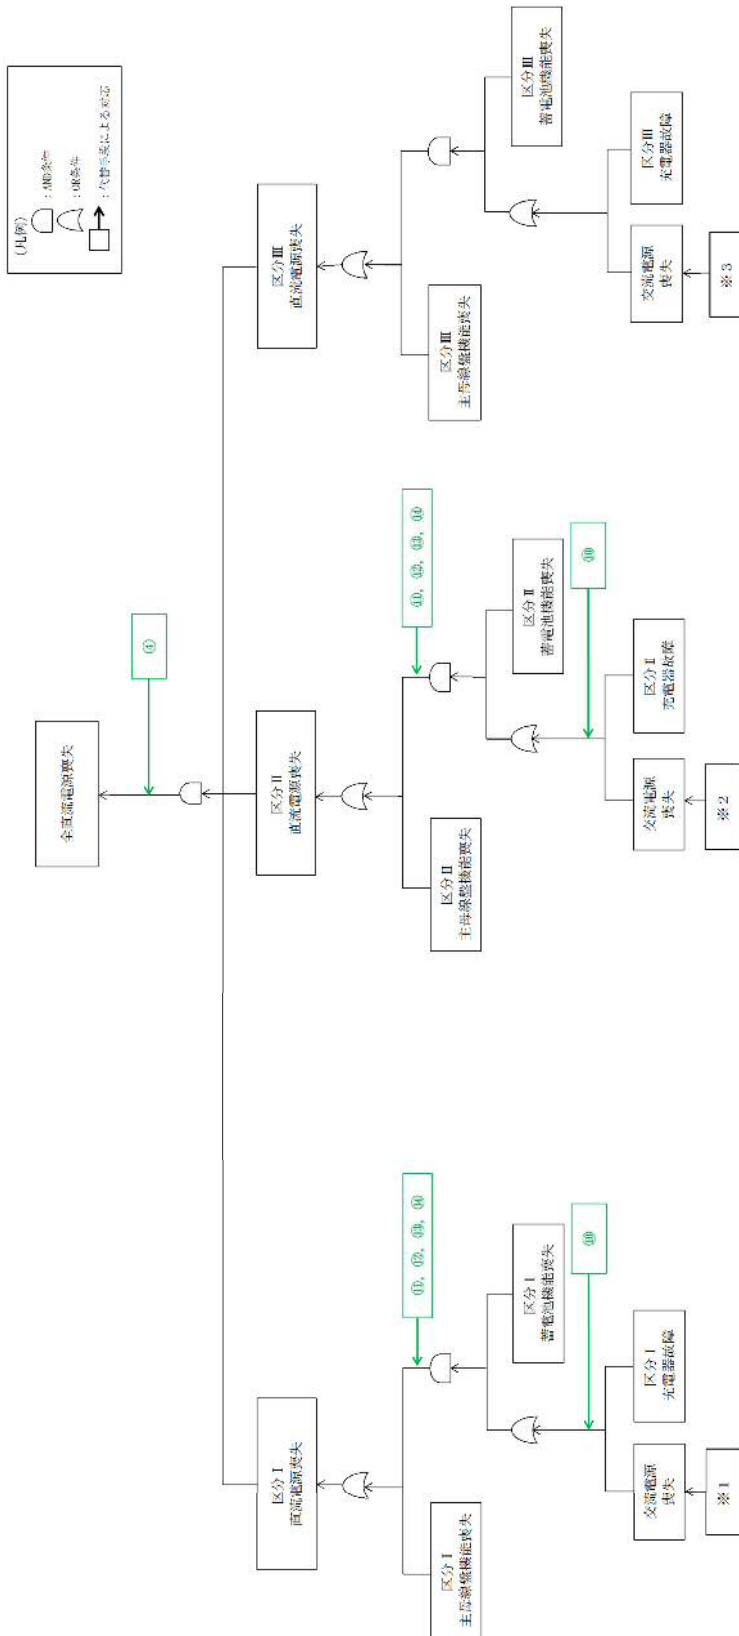 (凡例)
：AND条件
：OR条件
：代替手段による対応
全直流電源喪失
④
区分Ⅰ
直流電源喪失
区分Ⅱ
直流電源喪失
区分Ⅲ
直流電源喪失
区分Ⅰ
主母線盤機能喪失
⑪, ⑫, ⑬, ⑭
区分Ⅱ
主母線盤機能喪失
⑪, ⑫, ⑬, ⑭
区分Ⅲ
主母線盤機能喪失
区分Ⅰ
蓄電池機能喪失
区分Ⅱ
蓄電池機能喪失
区分Ⅲ
蓄電池機能喪失
交流電源
喪失
区分Ⅰ
充電器故障
交流電源
喪失
区分Ⅱ
充電器故障
交流電源
喪失
区分Ⅲ
充電器故障
※1
※2
※3